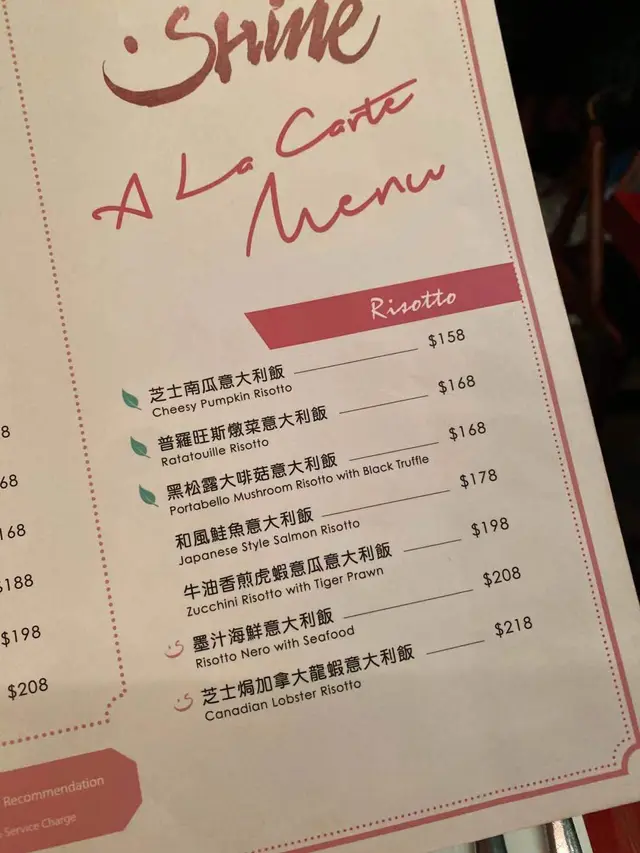 Shine
A La Carte
Menu
Risotto
芝士南瓜意大利飯 $158
Cheesy Pumpkin Risotto
普羅旺斯燉菜意大利飯 $168
Ratatouille Risotto
黑松露大啡菇意大利飯 $168
Portabello Mushroom Risotto with Black Truffle
和風鮭魚意大利飯 $178
Japanese Style Salmon Risotto
牛油香煎虎蝦意瓜意大利飯 $198
Zucchini Risotto with Tiger Prawn
墨汁海鮮意大利飯 $208
Risotto Nero with Seafood
芝士焗加拿大龍蝦意大利飯 $218
Canadian Lobster Risotto
$188
$198
$208
Recommendation
Service Charge